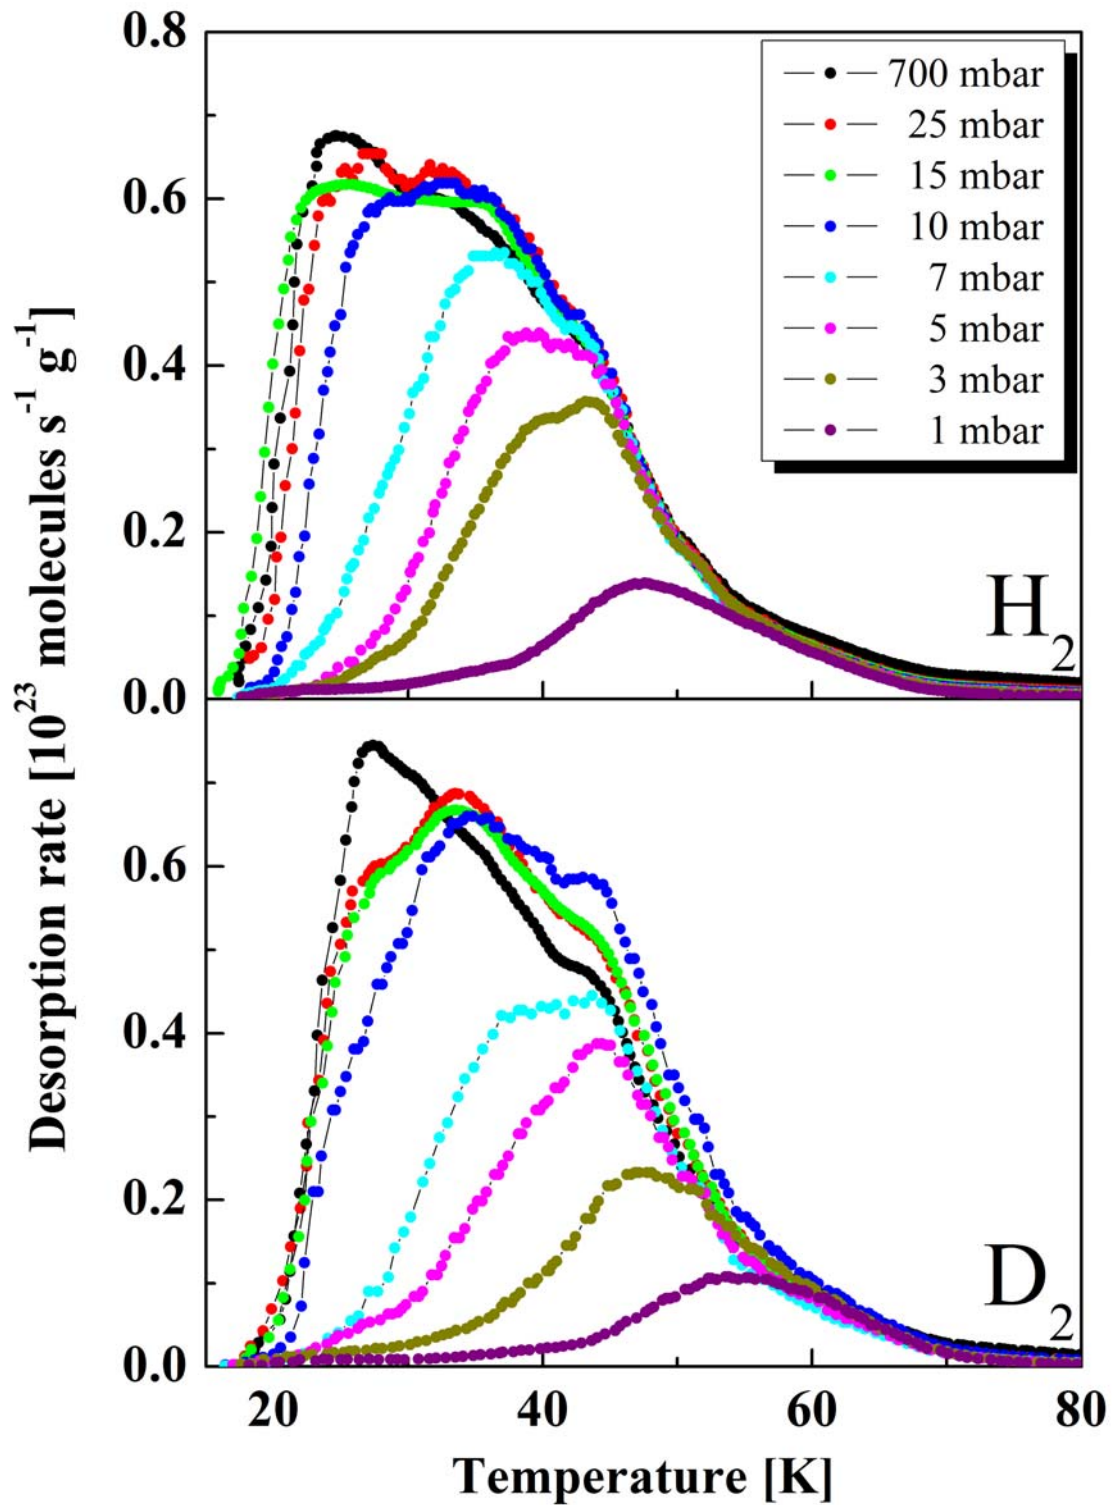 0.8
700 mbar
25 mbar
15 mbar
10 mbar
7 mbar
5 mbar
3 mbar
1 mbar
0.6
0.4
0.2
0.0
H₂
Desorption rate [10²³ molecules s⁻¹ g⁻¹]
0.6
0.4
0.2
0.0
D₂
20 40 60 80
Temperature [K]